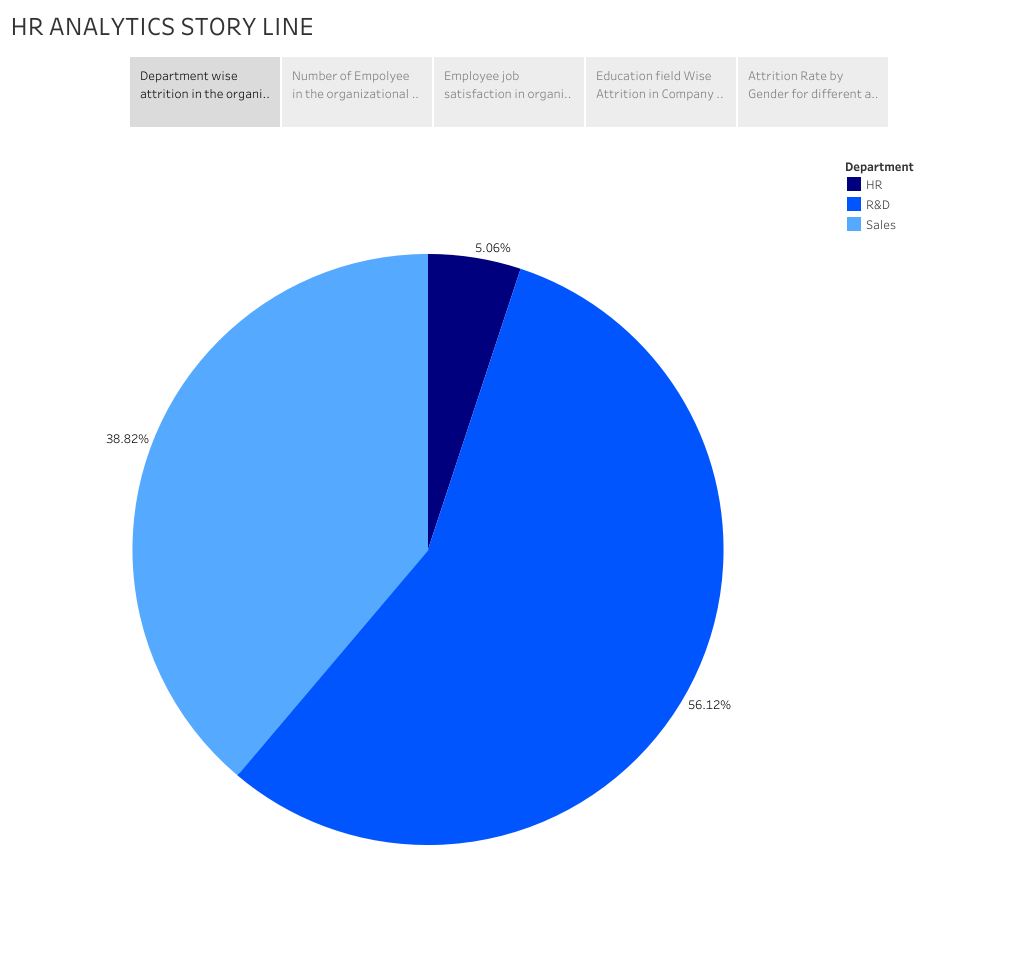 HR ANALYTICS STORY LINE
Department wise
attrition in the organi..
Number of Empolyee
in the organizational ..
Employee job
satisfaction in organi..
Education field Wise
Attrition in Company ..
Attrition Rate by
Gender for different a..
Department
HR
R&D
Sales
5.06%
38.82%
56.12%